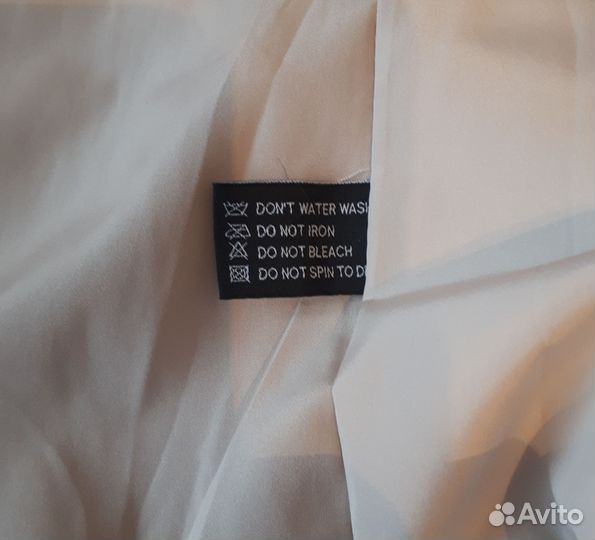 DON'T WATER WASH
DO NOT IRON
DO NOT BLEACH
DO NOT SPIN TO D
Avito